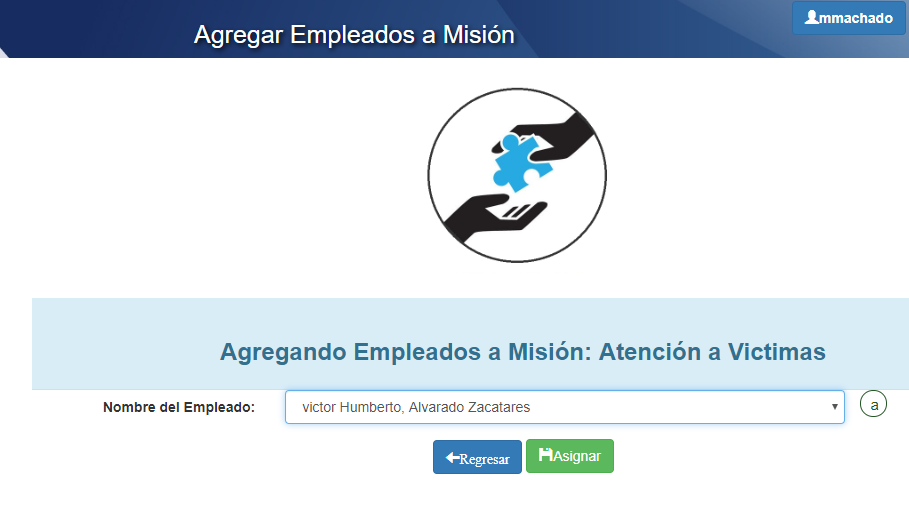 mmachado
Agregar Empleados a Misión
Agregando Empleados a Misión: Atención a Victimas
Nombre del Empleado: victor Humberto, Alvarado Zacatares a
Regresar Asignar